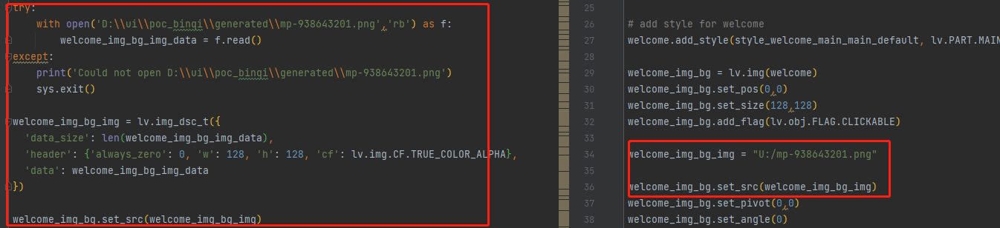 try:
with open('D:\\ui\\poc_binqi\\generated\\mp-938643201.png','rb') as f:
welcome_img_bg_img_data = f.read()
except:
print('Could not open D:\\ui\\poc_binqi\\generated\\mp-938643201.png')
sys.exit()
welcome_img_bg_img = lv.img_dsc_t({
'data_size': len(welcome_img_bg_img_data),
'header': {'always_zero': 0, 'w': 128, 'h': 128, 'cf': lv.img.CF.TRUE_COLOR_ALPHA},
'data': welcome_img_bg_img_data
})
welcome_img_bg.set_src(welcome_img_bg_img)
25
26 # add style for welcome
27 welcome.add_style(style_welcome_main_main_default, lv.PART.MAIN
28
29 welcome_img_bg = lv.img(welcome)
30 welcome_img_bg.set_pos(0,0)
31 welcome_img_bg.set_size(128,128)
32 welcome_img_bg.add_flag(lv.obj.FLAG.CLICKABLE)
33
34 welcome_img_bg_img = "U:/mp-938643201.png"
35
36 welcome_img_bg.set_src(welcome_img_bg_img)
37 welcome_img_bg.set_pivot(0,0)
38 welcome_img_bg.set_angle(0)